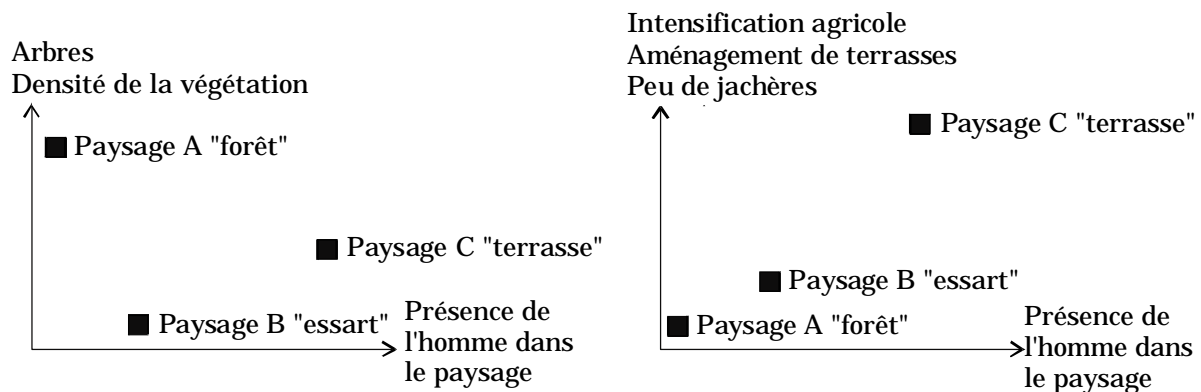 Arbres
Densité de la végétation
Paysage A "forêt"
Paysage C "terrasse"
Paysage B "essart"
Présence de
l'homme dans
le paysage
Intensification agricole
Aménagement de terrasses
Peu de jachères
Paysage C "terrasse"
Paysage B "essart"
Paysage A "forêt"
Présence de
l'homme dans
le paysage